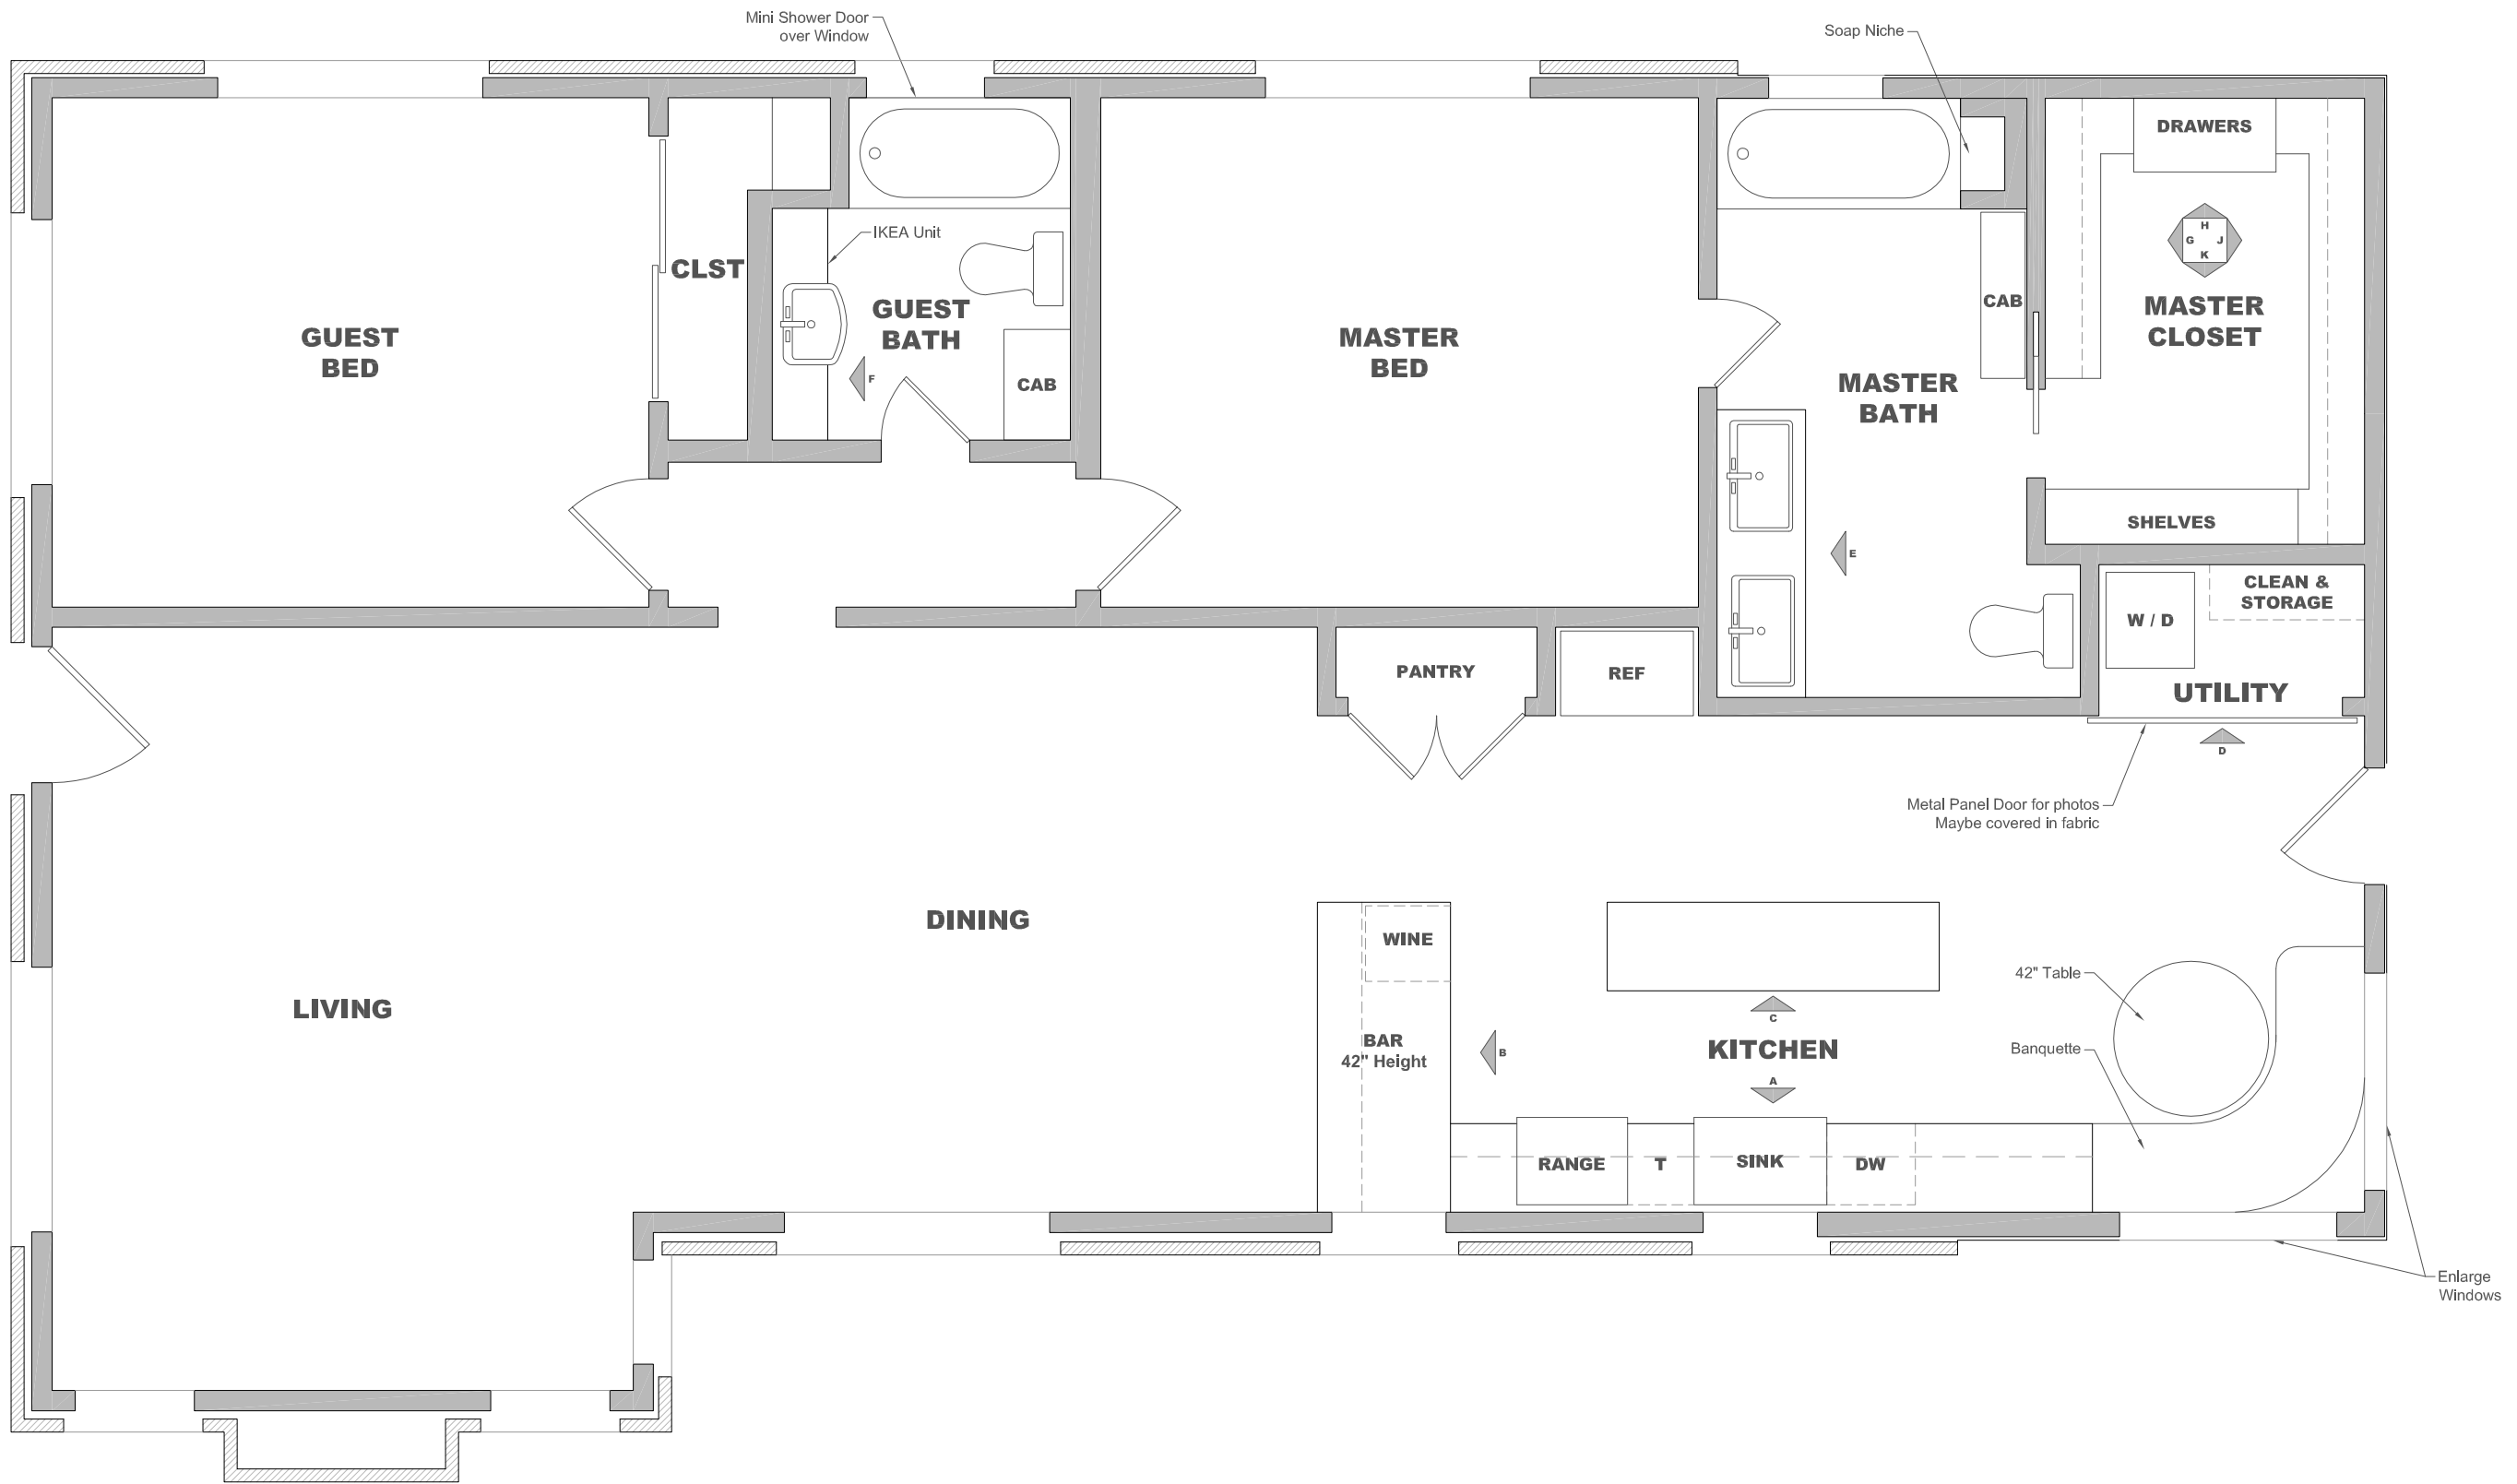 Mini Shower Door
over Window
Soap Niche
DRAWERS
H
G J
K
IKEA Unit
CLST
GUEST
BATH
GUEST
BED
F
CAB
MASTER
BED
CAB
MASTER
CLOSET
MASTER
BATH
E
SHELVES
CLEAN &
STORAGE
W / D
UTILITY
PANTRY
REF
D
Metal Panel Door for photos
Maybe covered in fabric
DINING
LIVING
WINE
BAR
42" Height
B
C
KITCHEN
A
42" Table
Banquette
RANGE
T
SINK
DW
Enlarge
Windows